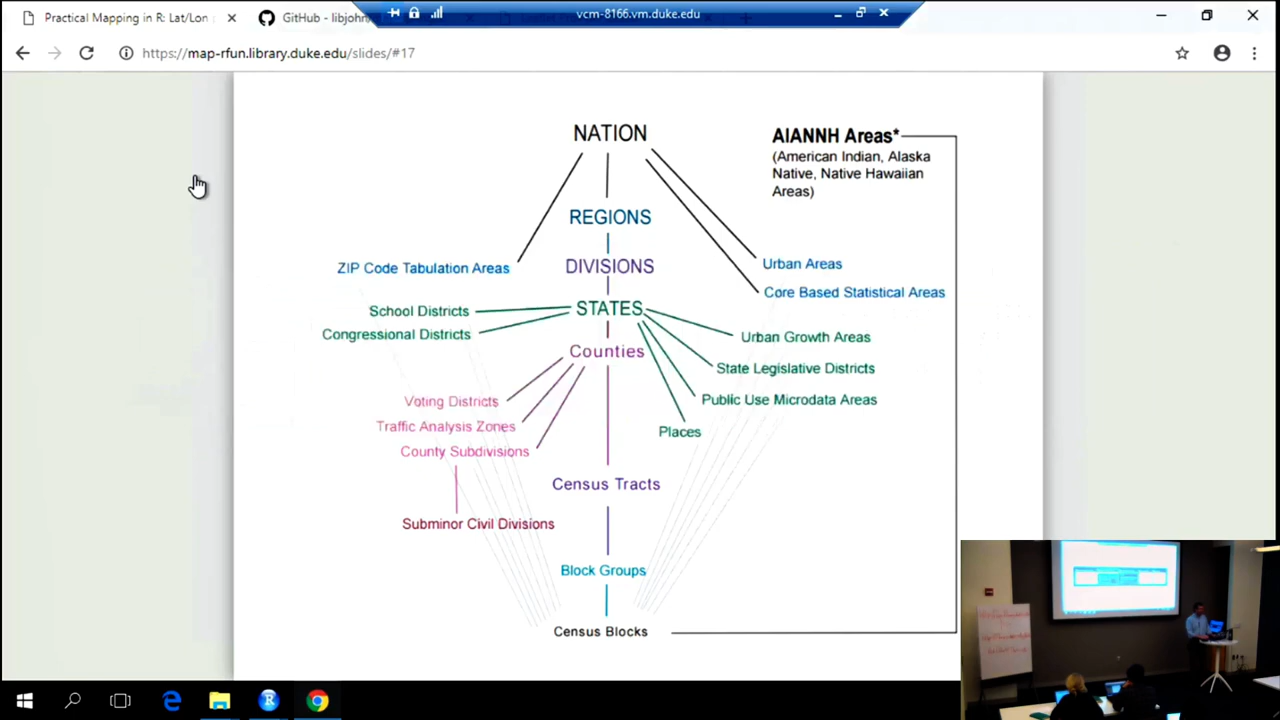 Practical Mapping in R: Lat/Lon
GitHub - libjohn
vcm-8166.vm.duke.edu
https://map-rfun.library.duke.edu/slides/#17
NATION
AIANNH Areas*
(American Indian, Alaska
Native, Native Hawaiian
Areas)
REGIONS
ZIP Code Tabulation Areas
DIVISIONS
Urban Areas
Core Based Statistical Areas
School Districts
STATES
Congressional Districts
Urban Growth Areas
Counties
State Legislative Districts
Voting Districts
Public Use Microdata Areas
Traffic Analysis Zones
Places
County Subdivisions
Census Tracts
Subminor Civil Divisions
Block Groups
Census Blocks